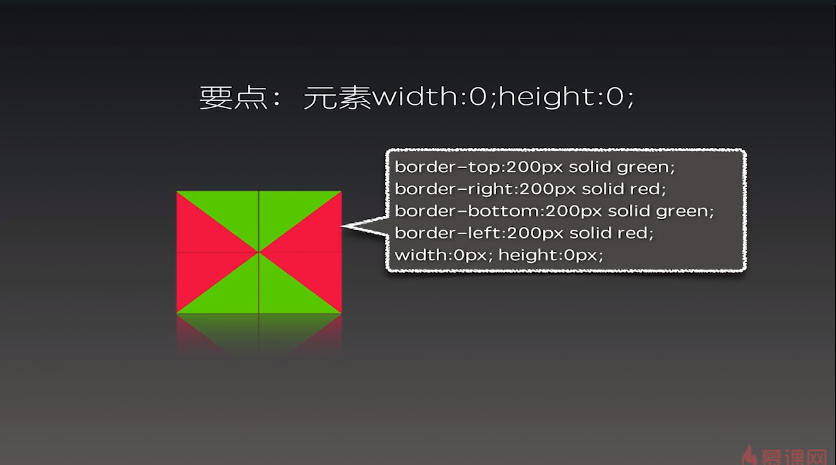 要点：元素width:0;height:0;
border-top:200px solid green;
border-right:200px solid red;
border-bottom:200px solid green;
border-left:200px solid red;
width:0px; height:0px;
慕课网